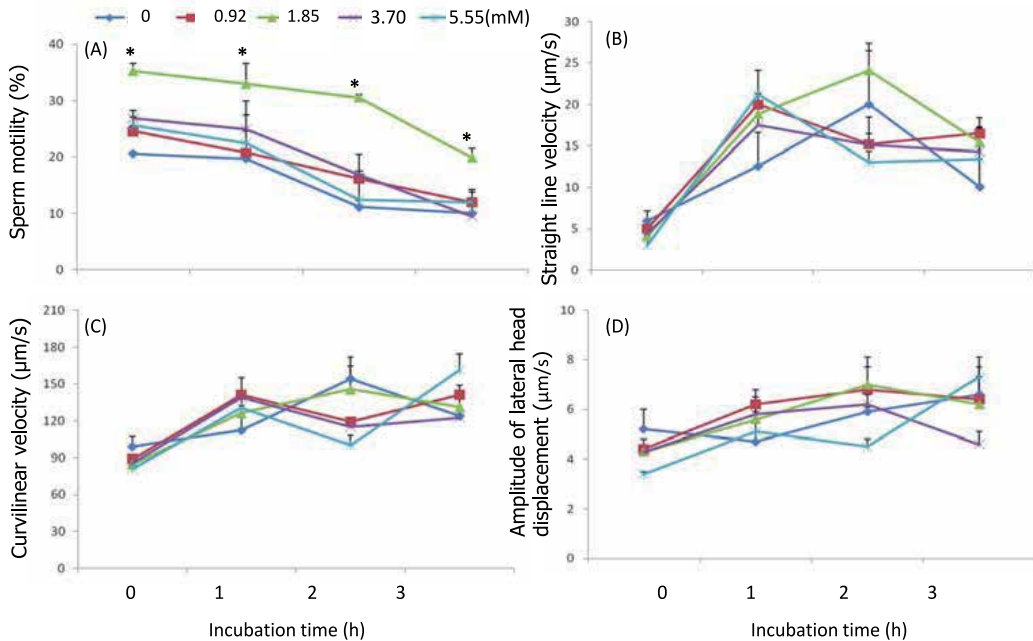 0 0.92 1.85 3.70 5.55(mM)
(A)
Sperm motility (%)
40
30
20
10
0
*
*
*
*
(B)
Straight line velocity (µm/s)
30
25
20
15
10
5
0
(C)
Curvilinear velocity (µm/s)
210
180
150
120
90
60
30
0
0 1 2 3
Incubation time (h)
(D)
Amplitude of lateral head
displacement (µm/s)
10
8
6
4
2
0
0 1 2 3
Incubation time (h)